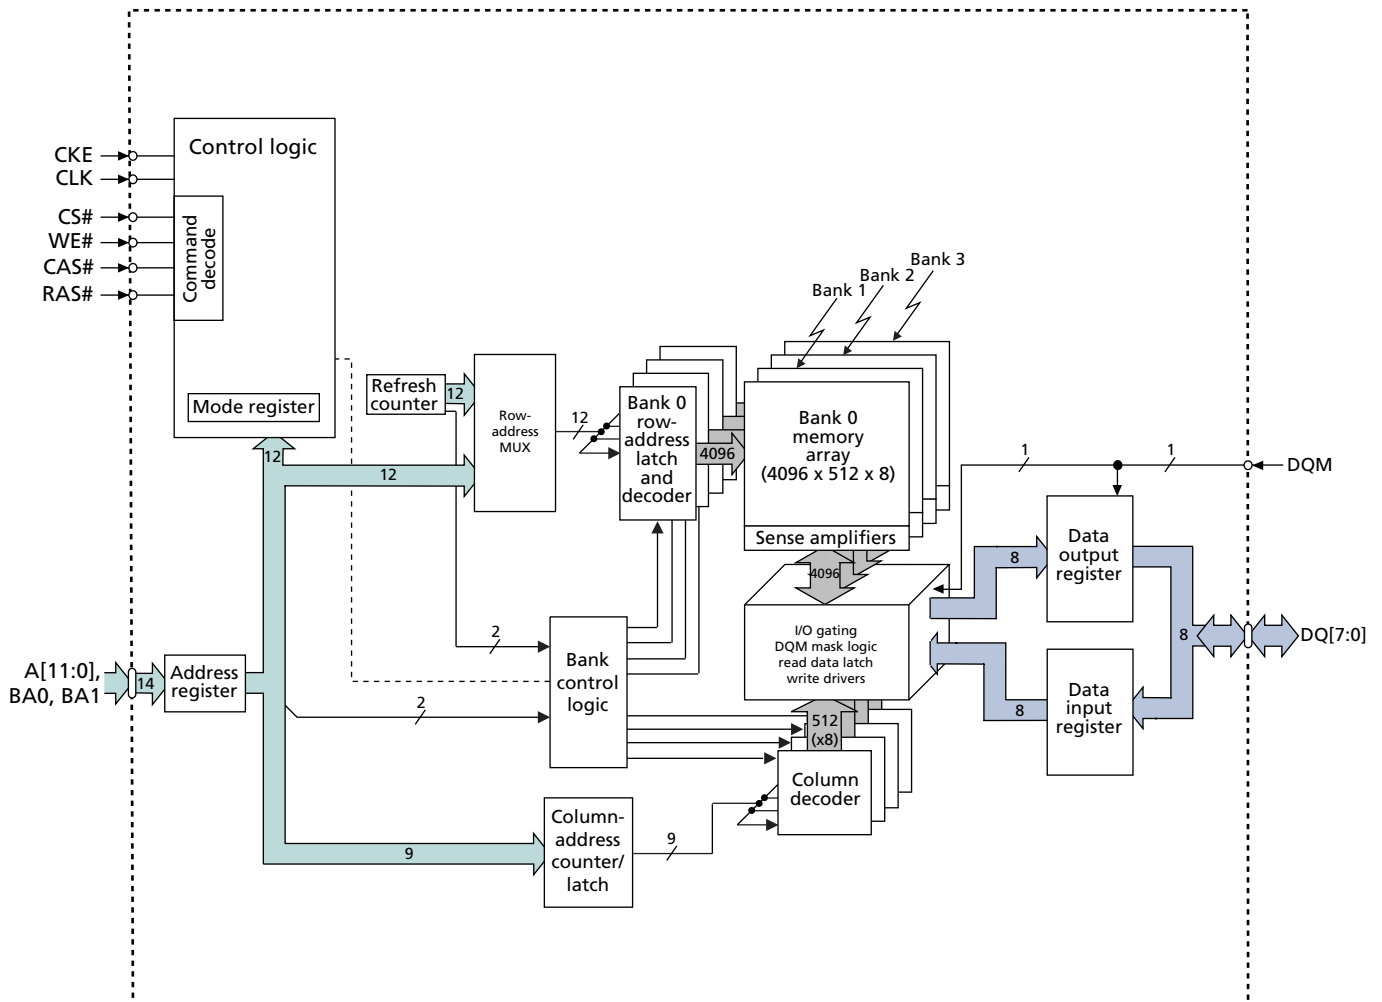 Control logic
CKE
CLK
CS#
WE#
CAS#
RAS#
Command
decode
Mode register
Bank 3
Bank 2
Bank 1
Refresh
counter
12
Row-
address
MUX
12
Bank 0
row-
address
latch
and
decoder
4096
Bank 0
memory
array
(4096 x 512 x 8)
Sense amplifiers
12
12
1
1
DQM
Data
output
register
8
4096
I/O gating
DQM mask logic
read data latch
write drivers
2
Bank
control
logic
8
DQ[7:0]
A[11:0],
BA0, BA1
14
Address
register
2
Data
input
register
8
512
(x8)
Column
decoder
Column-
address
counter/
latch
9
9